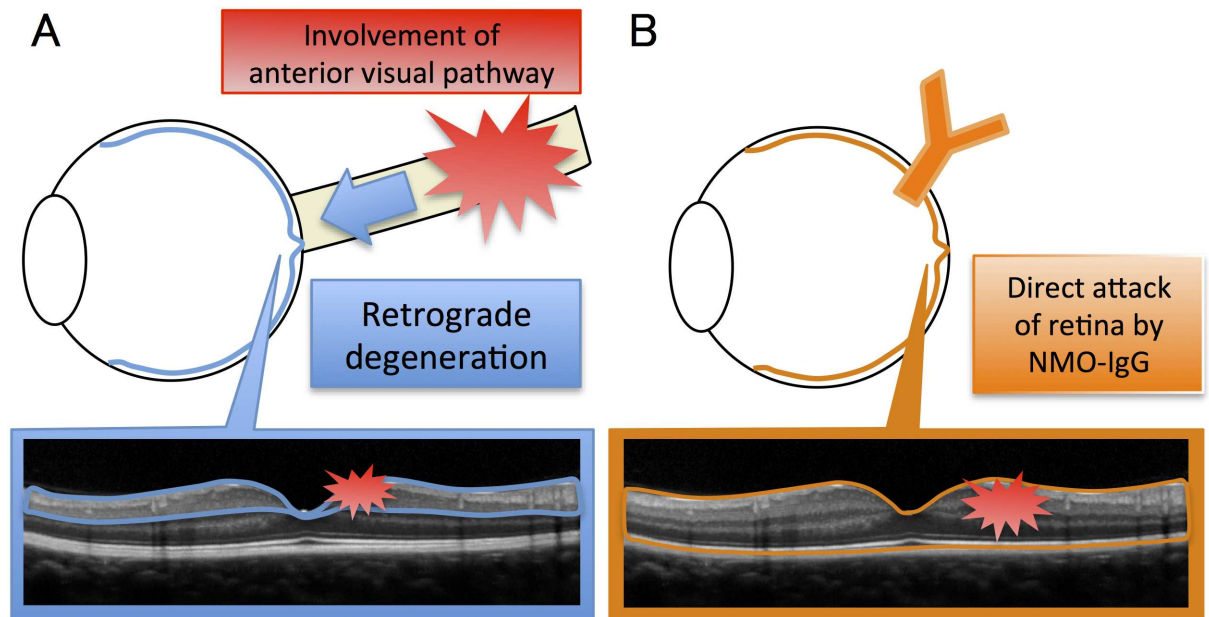 A
Involvement of
anterior visual pathway
Retrograde
degeneration
B
Direct attack
of retina by
NMO-IgG